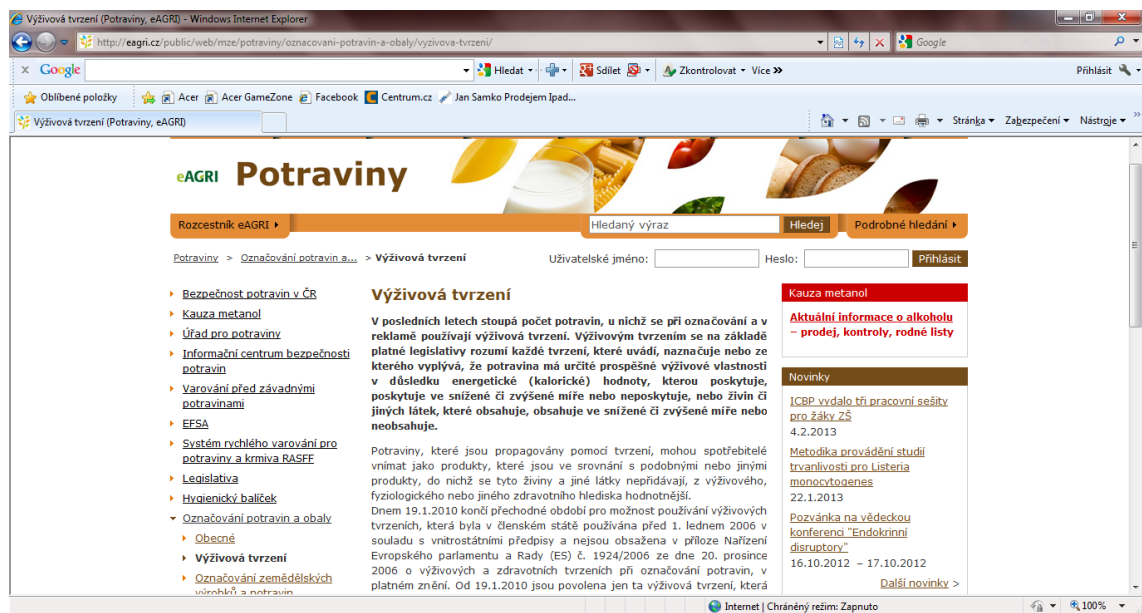 Výživová tvrzení (Potraviny, eAGRI) - Windows Internet Explorer
http://eagri.cz/public/web/mze/potraviny/oznacovani-potravin-a-obaly/vyzivova-tvrzeni/
Google
x Google
Hledat
Sdílet
Zkontrolovat
Více
Přihlásit
Oblíbené položky
Acer
Acer GameZone
Facebook
Centrum.cz
Jan Samko Prodejem Ipad...
Výživová tvrzení (Potraviny, eAGRI)
Stránka
Zabezpečení
Nástroje
eAGRI Potraviny
Rozcestník eAGRI
Hledaný výraz
Hledej
Podrobné hledání
Potraviny > Označování potravin a... > Výživová tvrzení
Uživatelské jméno:
Heslo:
Přihlásit
Bezpečnost potravin v ČR
Kauza metanol
Úřad pro potraviny
Informační centrum bezpečnosti
potravin
Varování před závadnými
potravinami
EFSA
Systém rychlého varování pro
potraviny a krmiva RASFF
Legislativa
Hygienický balíček
Označování potravin a obaly
Obecné
Výživová tvrzení
Označování zemědělských
výrobků a potravin
Výživová tvrzení
V posledních letech stoupá počet potravin, u nichž se při označování a v
reklamě používají výživová tvrzení. Výživovým tvrzením se na základě
platné legislativy rozumí každé tvrzení, které uvádí, naznačuje nebo ze
kterého vyplývá, že potravina má určité prospěšné výživové vlastnosti
v důsledku energetické (kalorické) hodnoty, kterou poskytuje,
poskytuje ve snížené či zvýšené míře nebo neposkytuje, nebo živin či
jiných látek, které obsahuje, obsahuje ve snížené či zvýšené míře nebo
neobsahuje.
Potraviny, které jsou propagovány pomocí tvrzení, mohou spotřebitelé
vnímat jako produkty, které jsou ve srovnání s podobnými nebo jinými
produkty, do nichž se tyto živiny a jiné látky nepřidávají, z výživového,
fyziologického nebo jiného zdravotního hlediska hodnotnější.
Dnem 19.1.2010 končí přechodné období pro možnost používání výživových
tvrzeních, která byla v členském státě používána před 1. lednem 2006 v
souladu s vnitrostátními předpisy a nejsou obsažena v příloze Nařízení
Evropského parlamentu a Rady (ES) č. 1924/2006 ze dne 20. prosince
2006 o výživových a zdravotních tvrzeních při označování potravin, v
platném znění. Od 19.1.2010 jsou povolena jen ta výživová tvrzení, která
Kauza metanol
Aktuální informace o alkoholu
– prodej, kontroly, rodné listy
Novinky
ICBP vydalo tři pracovní sešity
pro žáky ZŠ
4.2.2013
Metodika provádění studií
trvanlivosti pro Listeria
monocytogenes
22.1.2013
Pozvánka na vědeckou
konferenci "Endokrinní
disruptory"
16.10.2012 – 17.10.2012
Další novinky >
Internet | Chráněný režim: Zapnuto
100%